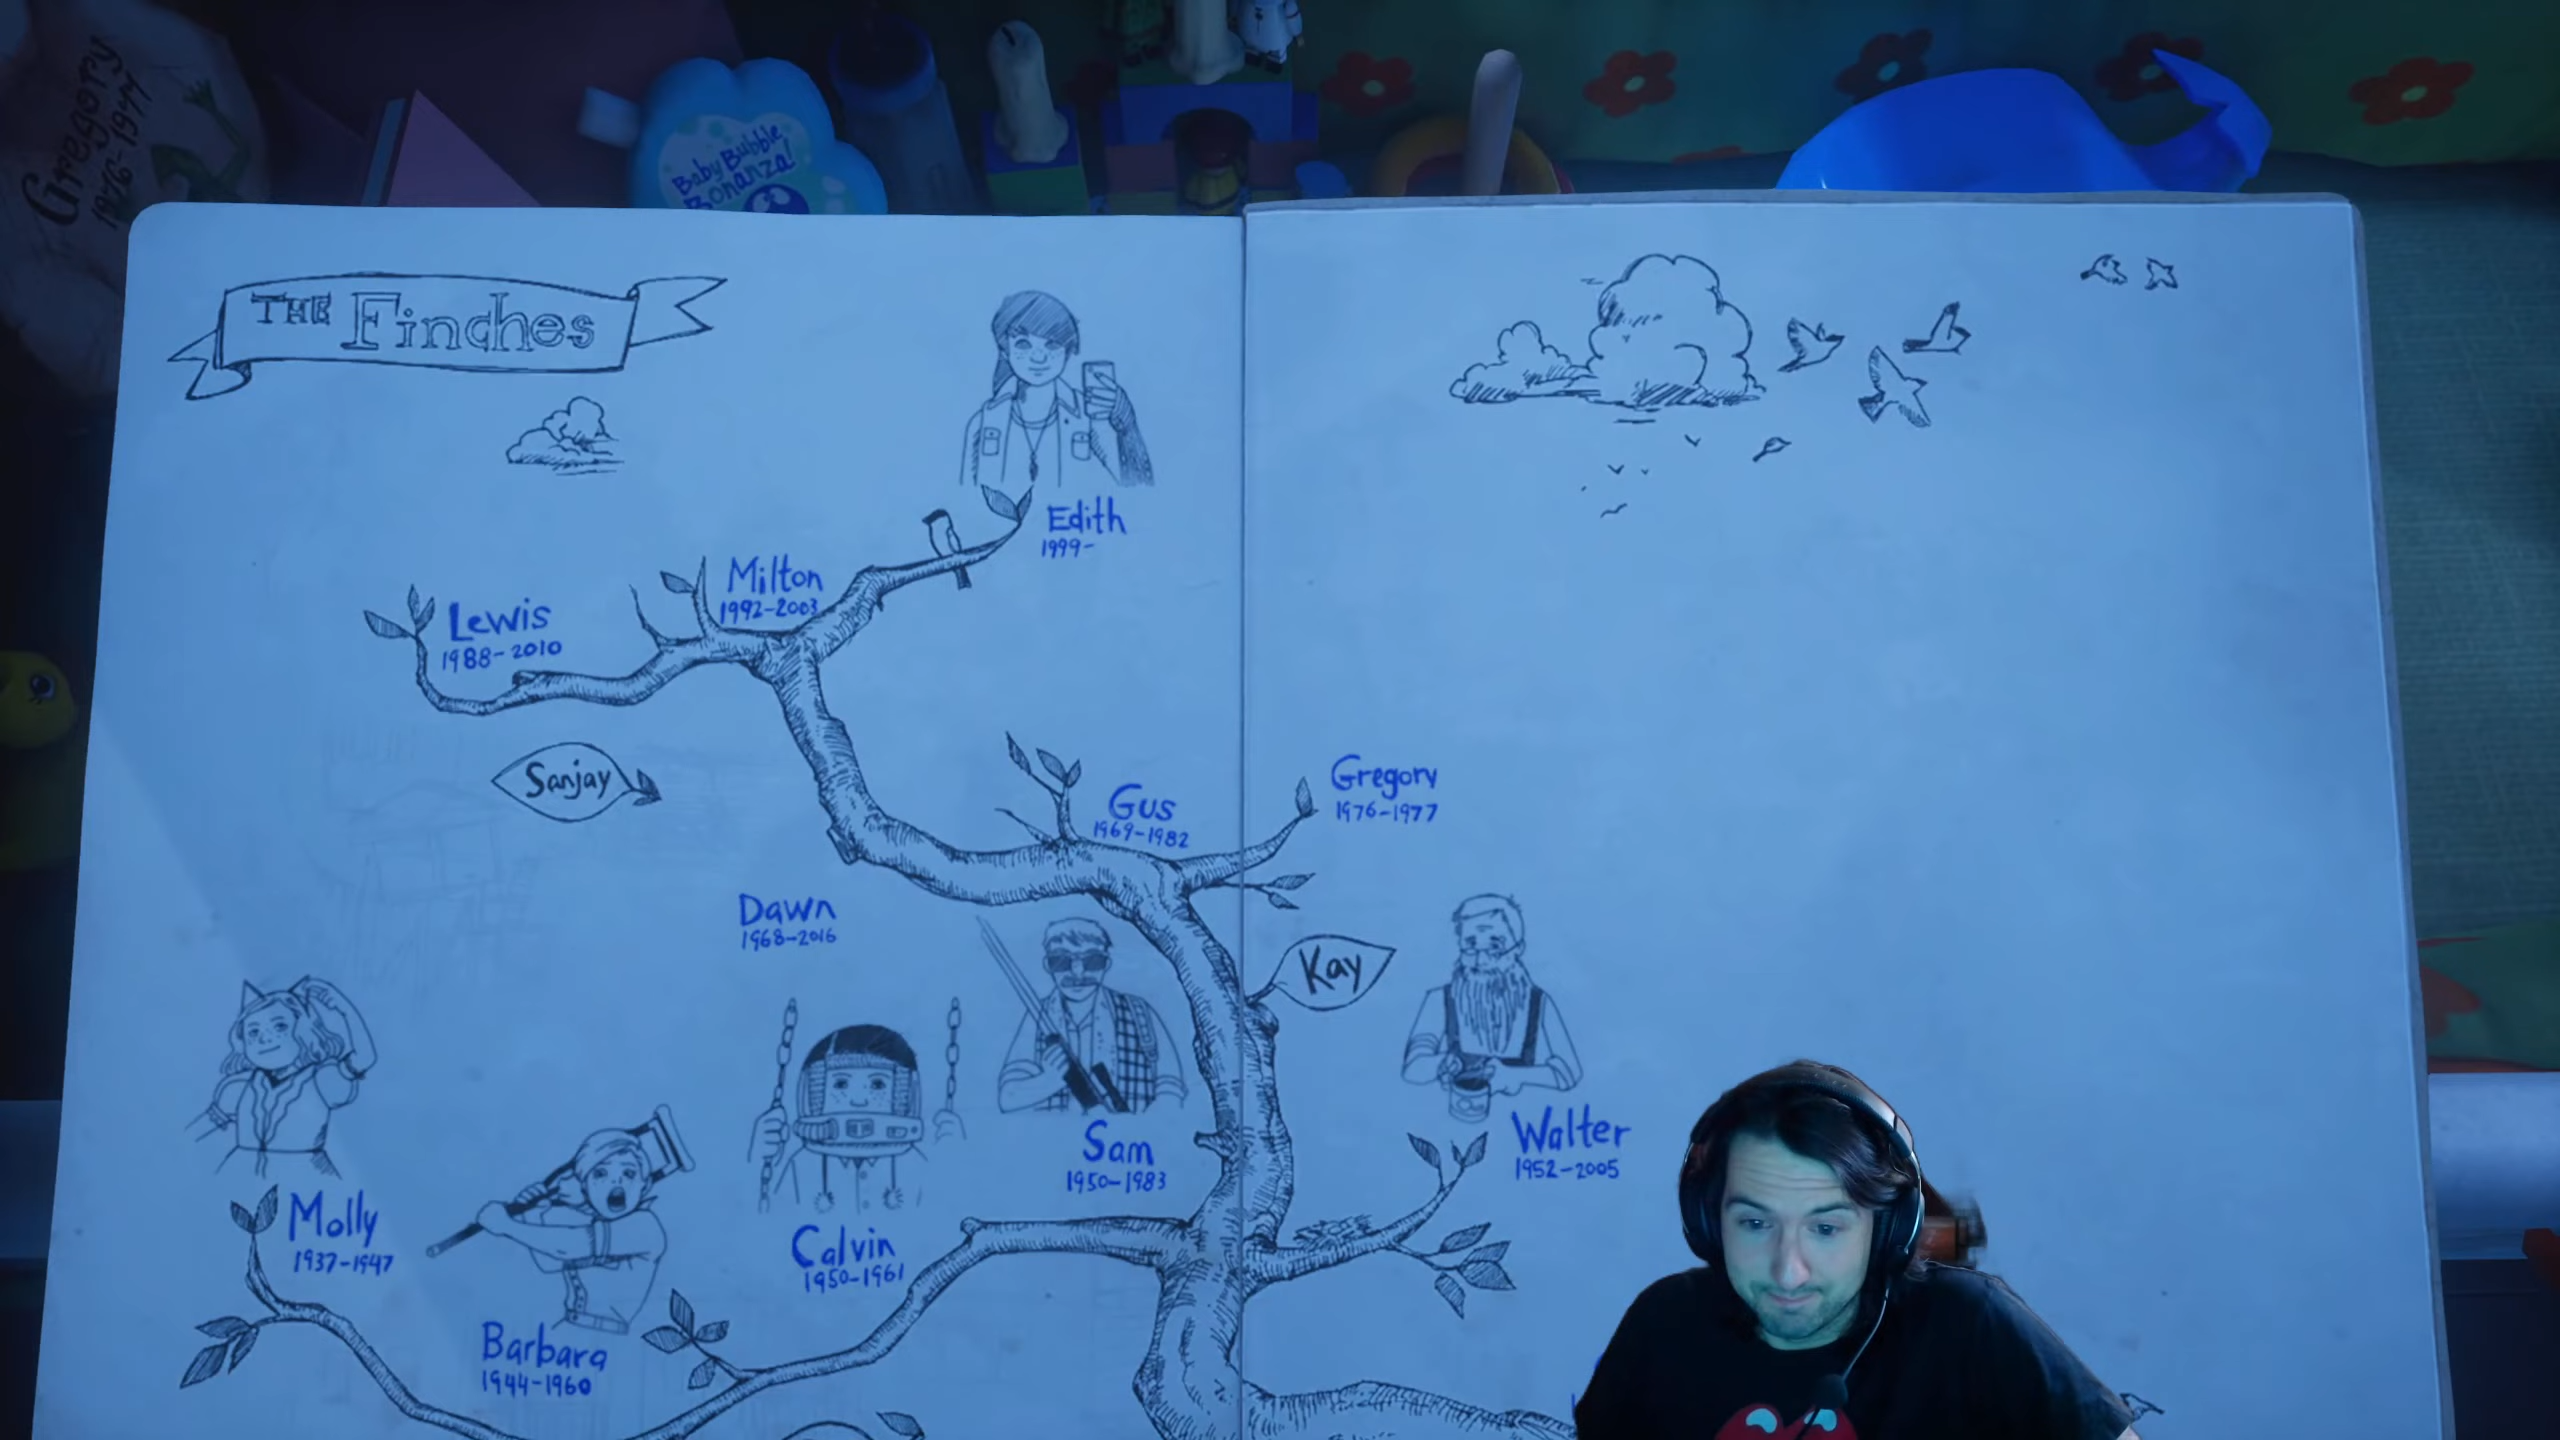 Gregory
1976-1977
Baby Bubble
Bonanza!
THE Finches
Edith
1999-
Milton
1992-2003
Lewis
1988-2010
Sanjay
Gus
1969-1982
Gregory
1976-1977
Dawn
1968-2016
Kay
Sam
1950-1983
Walter
1952-2005
Molly
1937-1947
Calvin
1950-1961
Barbara
1944-1960